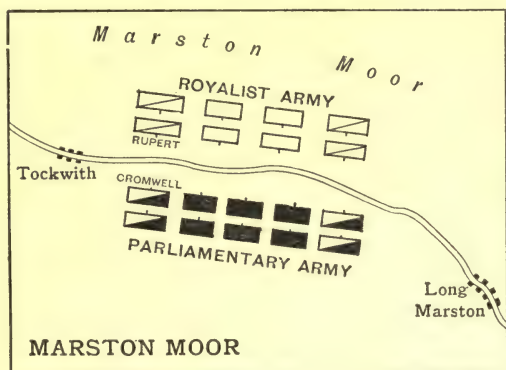 Marston Moor
ROYALIST ARMY
RUPERT
Tockwith
CROMWELL
PARLIAMENTARY ARMY
Long
Marston
MARSTON MOOR